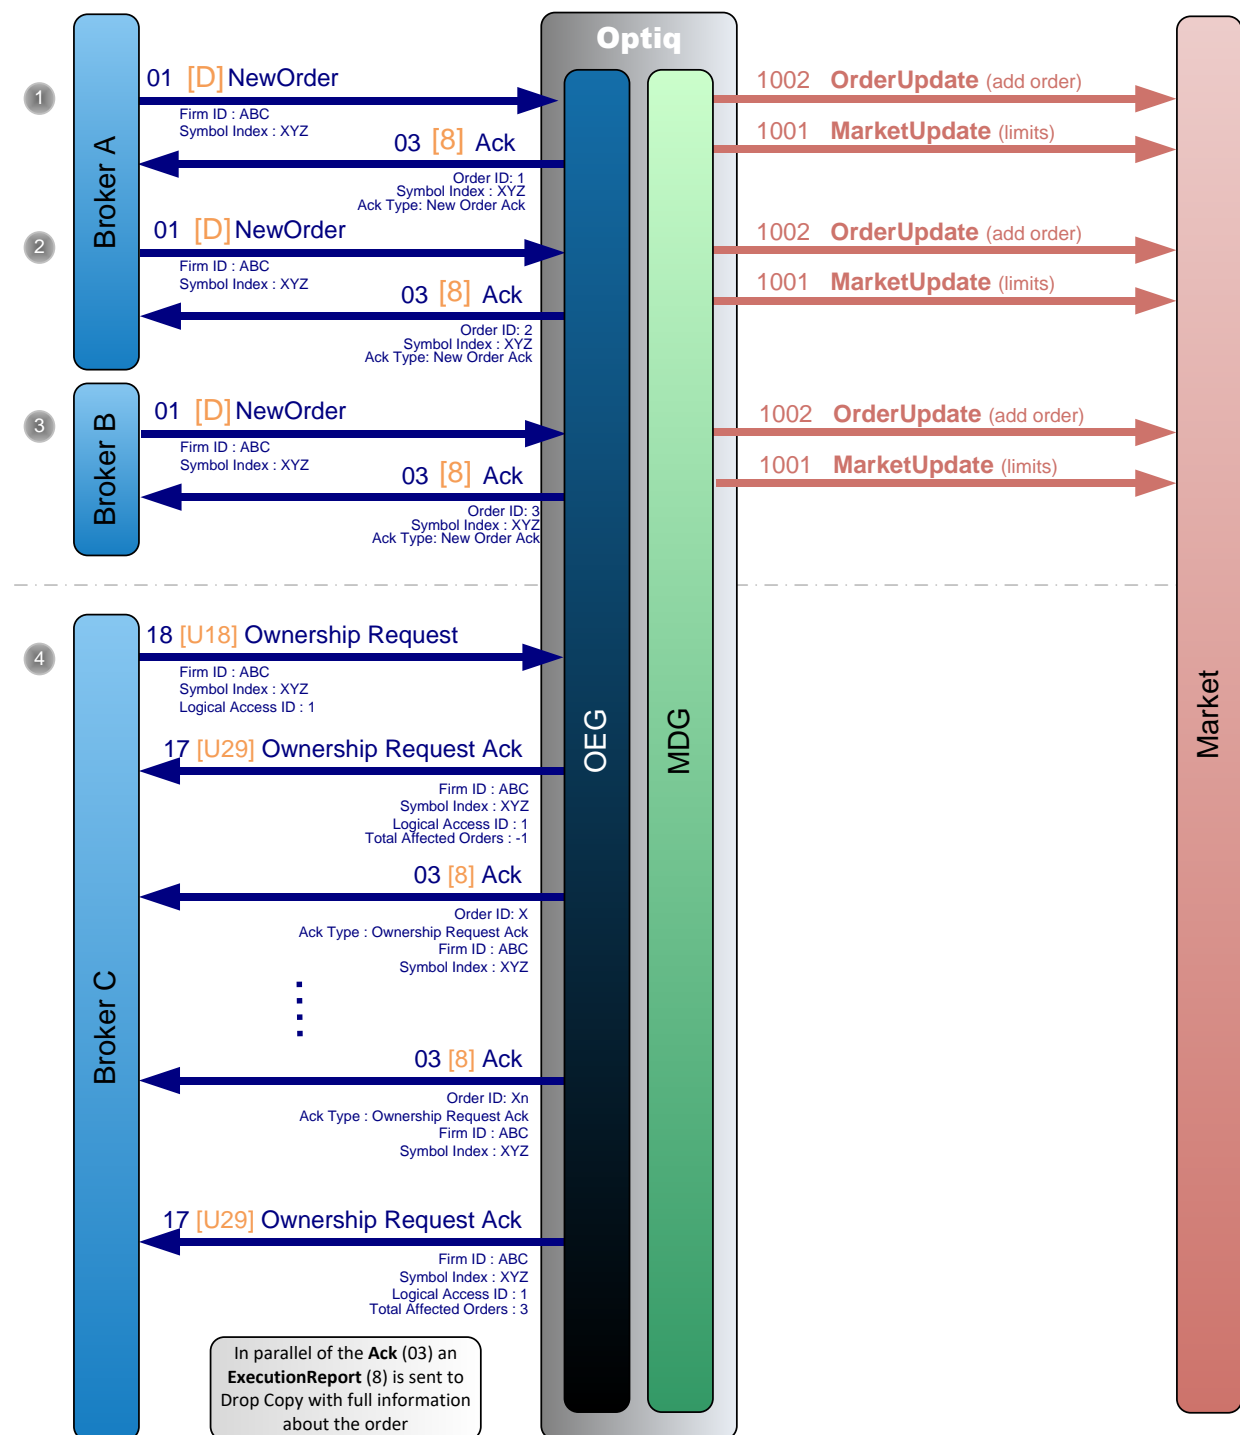 Optiq
1
Broker A
01 [D] NewOrder
Firm ID : ABC
Symbol Index : XYZ
1002 OrderUpdate (add order)
1001 MarketUpdate (limits)
03 [8] Ack
Order ID: 1
Symbol Index : XYZ
Ack Type: New Order Ack
2
01 [D] NewOrder
Firm ID : ABC
Symbol Index : XYZ
1002 OrderUpdate (add order)
1001 MarketUpdate (limits)
03 [8] Ack
Order ID: 2
Symbol Index : XYZ
Ack Type: New Order Ack
3
Broker B
01 [D] NewOrder
Firm ID : ABC
Symbol Index : XYZ
1002 OrderUpdate (add order)
1001 MarketUpdate (limits)
03 [8] Ack
Order ID: 3
Symbol Index : XYZ
Ack Type: New Order Ack
4
Broker C
18 [U18] Ownership Request
Firm ID : ABC
Symbol Index : XYZ
Logical Access ID : 1
OEG
MDG
Market
17 [U29] Ownership Request Ack
Firm ID : ABC
Symbol Index : XYZ
Logical Access ID : 1
Total Affected Orders : -1
03 [8] Ack
Order ID: X
Ack Type : Ownership Request Ack
Firm ID : ABC
Symbol Index : XYZ
03 [8] Ack
Order ID: Xn
Ack Type : Ownership Request Ack
Firm ID : ABC
Symbol Index : XYZ
17 [U29] Ownership Request Ack
Firm ID : ABC
Symbol Index : XYZ
Logical Access ID : 1
Total Affected Orders : 3
In parallel of the Ack (03) an
ExecutionReport (8) is sent to
Drop Copy with full information
about the order